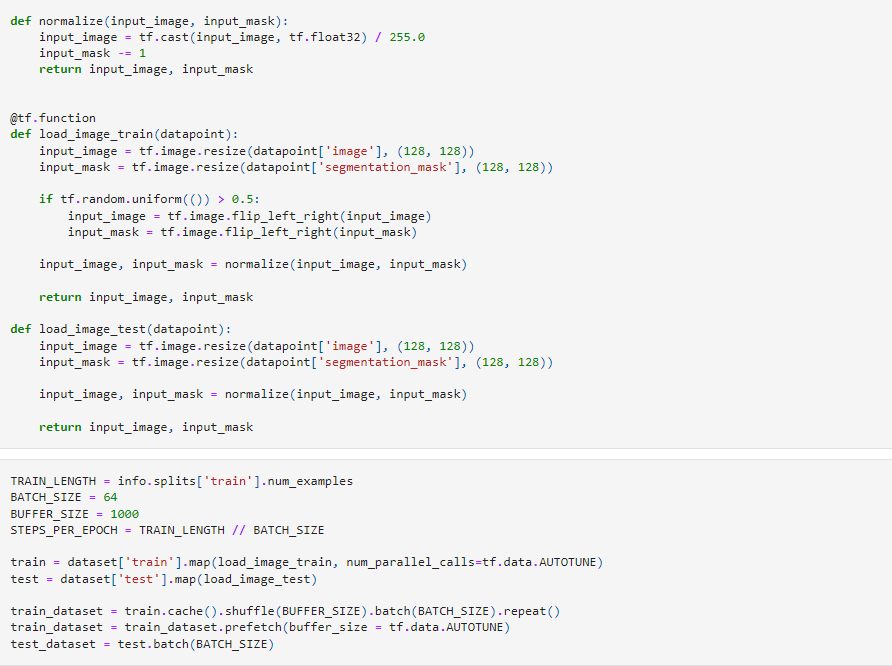 def normalize(input_image, input_mask):
    input_image = tf.cast(input_image, tf.float32) / 255.0
    input_mask -= 1
    return input_image, input_mask
@tf.function
def load_image_train(datapoint):
    input_image = tf.image.resize(datapoint['image'], (128, 128))
    input_mask = tf.image.resize(datapoint['segmentation_mask'], (128, 128))
    if tf.random.uniform(()) > 0.5:
        input_image = tf.image.flip_left_right(input_image)
        input_mask = tf.image.flip_left_right(input_mask)
    input_image, input_mask = normalize(input_image, input_mask)
    return input_image, input_mask
def load_image_test(datapoint):
    input_image = tf.image.resize(datapoint['image'], (128, 128))
    input_mask = tf.image.resize(datapoint['segmentation_mask'], (128, 128))
    input_image, input_mask = normalize(input_image, input_mask)
    return input_image, input_mask
TRAIN_LENGTH = info.splits['train'].num_examples
BATCH_SIZE = 64
BUFFER_SIZE = 1000
STEPS_PER_EPOCH = TRAIN_LENGTH // BATCH_SIZE
train = dataset['train'].map(load_image_train, num_parallel_calls=tf.data.AUTOTUNE)
test = dataset['test'].map(load_image_test)
train_dataset = train.cache().shuffle(BUFFER_SIZE).batch(BATCH_SIZE).repeat()
train_dataset = train_dataset.prefetch(buffer_size = tf.data.AUTOTUNE)
test_dataset = test.batch(BATCH_SIZE)